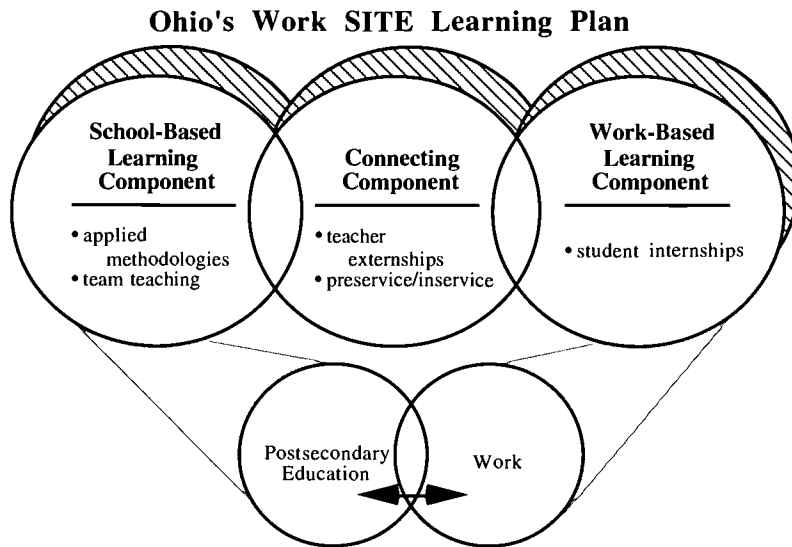 Ohio's Work SITE Learning Plan
School-Based
Learning
Component
• applied
methodologies
• team teaching
Connecting
Component
• teacher
externships
• preservice/inservice
Work-Based
Learning
Component
• student internships
Postsecondary
Education
Work